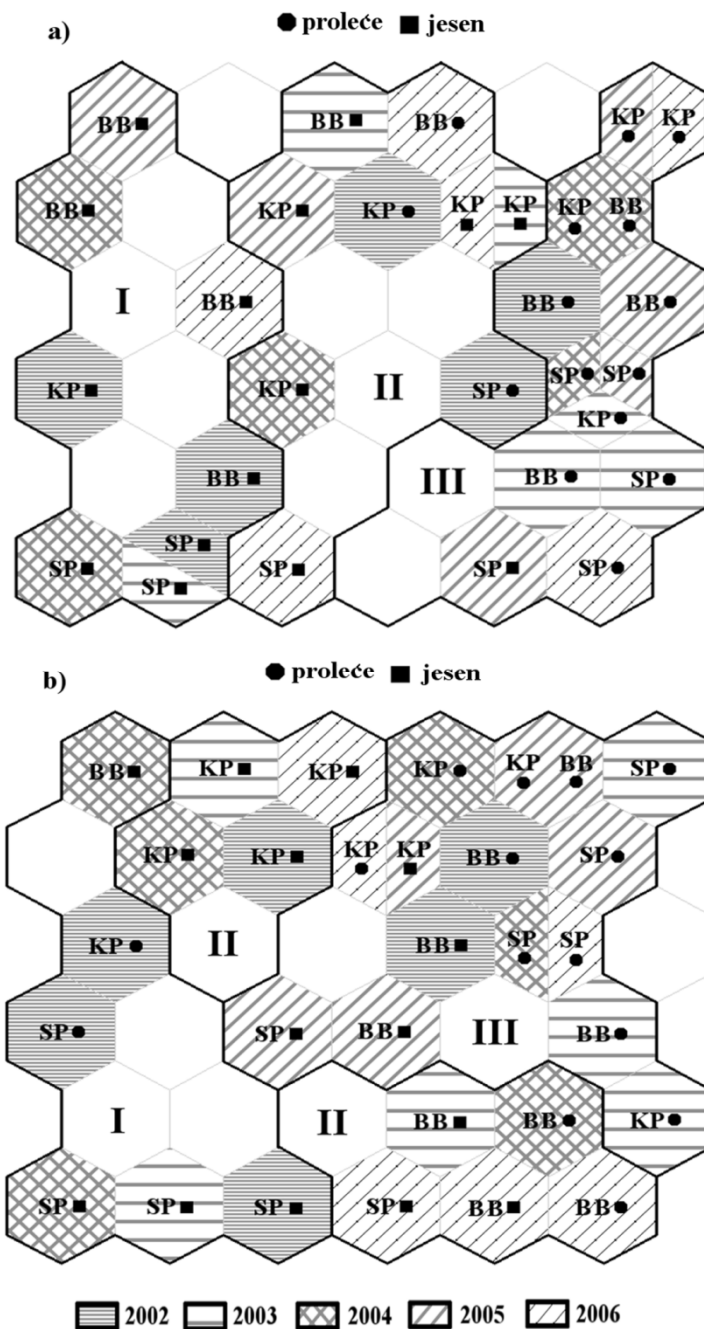 a) proleće jesen
BB BB BB KP KP
BB KP KP KP KP KP BB
I BB BB BB
KP KP II SP SP SP
KP
BB III BB SP
SP SP SP SP SP SP
b) proleće jesen
BB KP KP KP KP BB SP
KP KP KP KP BB SP
KP II BB SP SP
SP SP BB III BB
I II BB BB KP
SP SP SP SP BB BB
2002 2003 2004 2005 2006